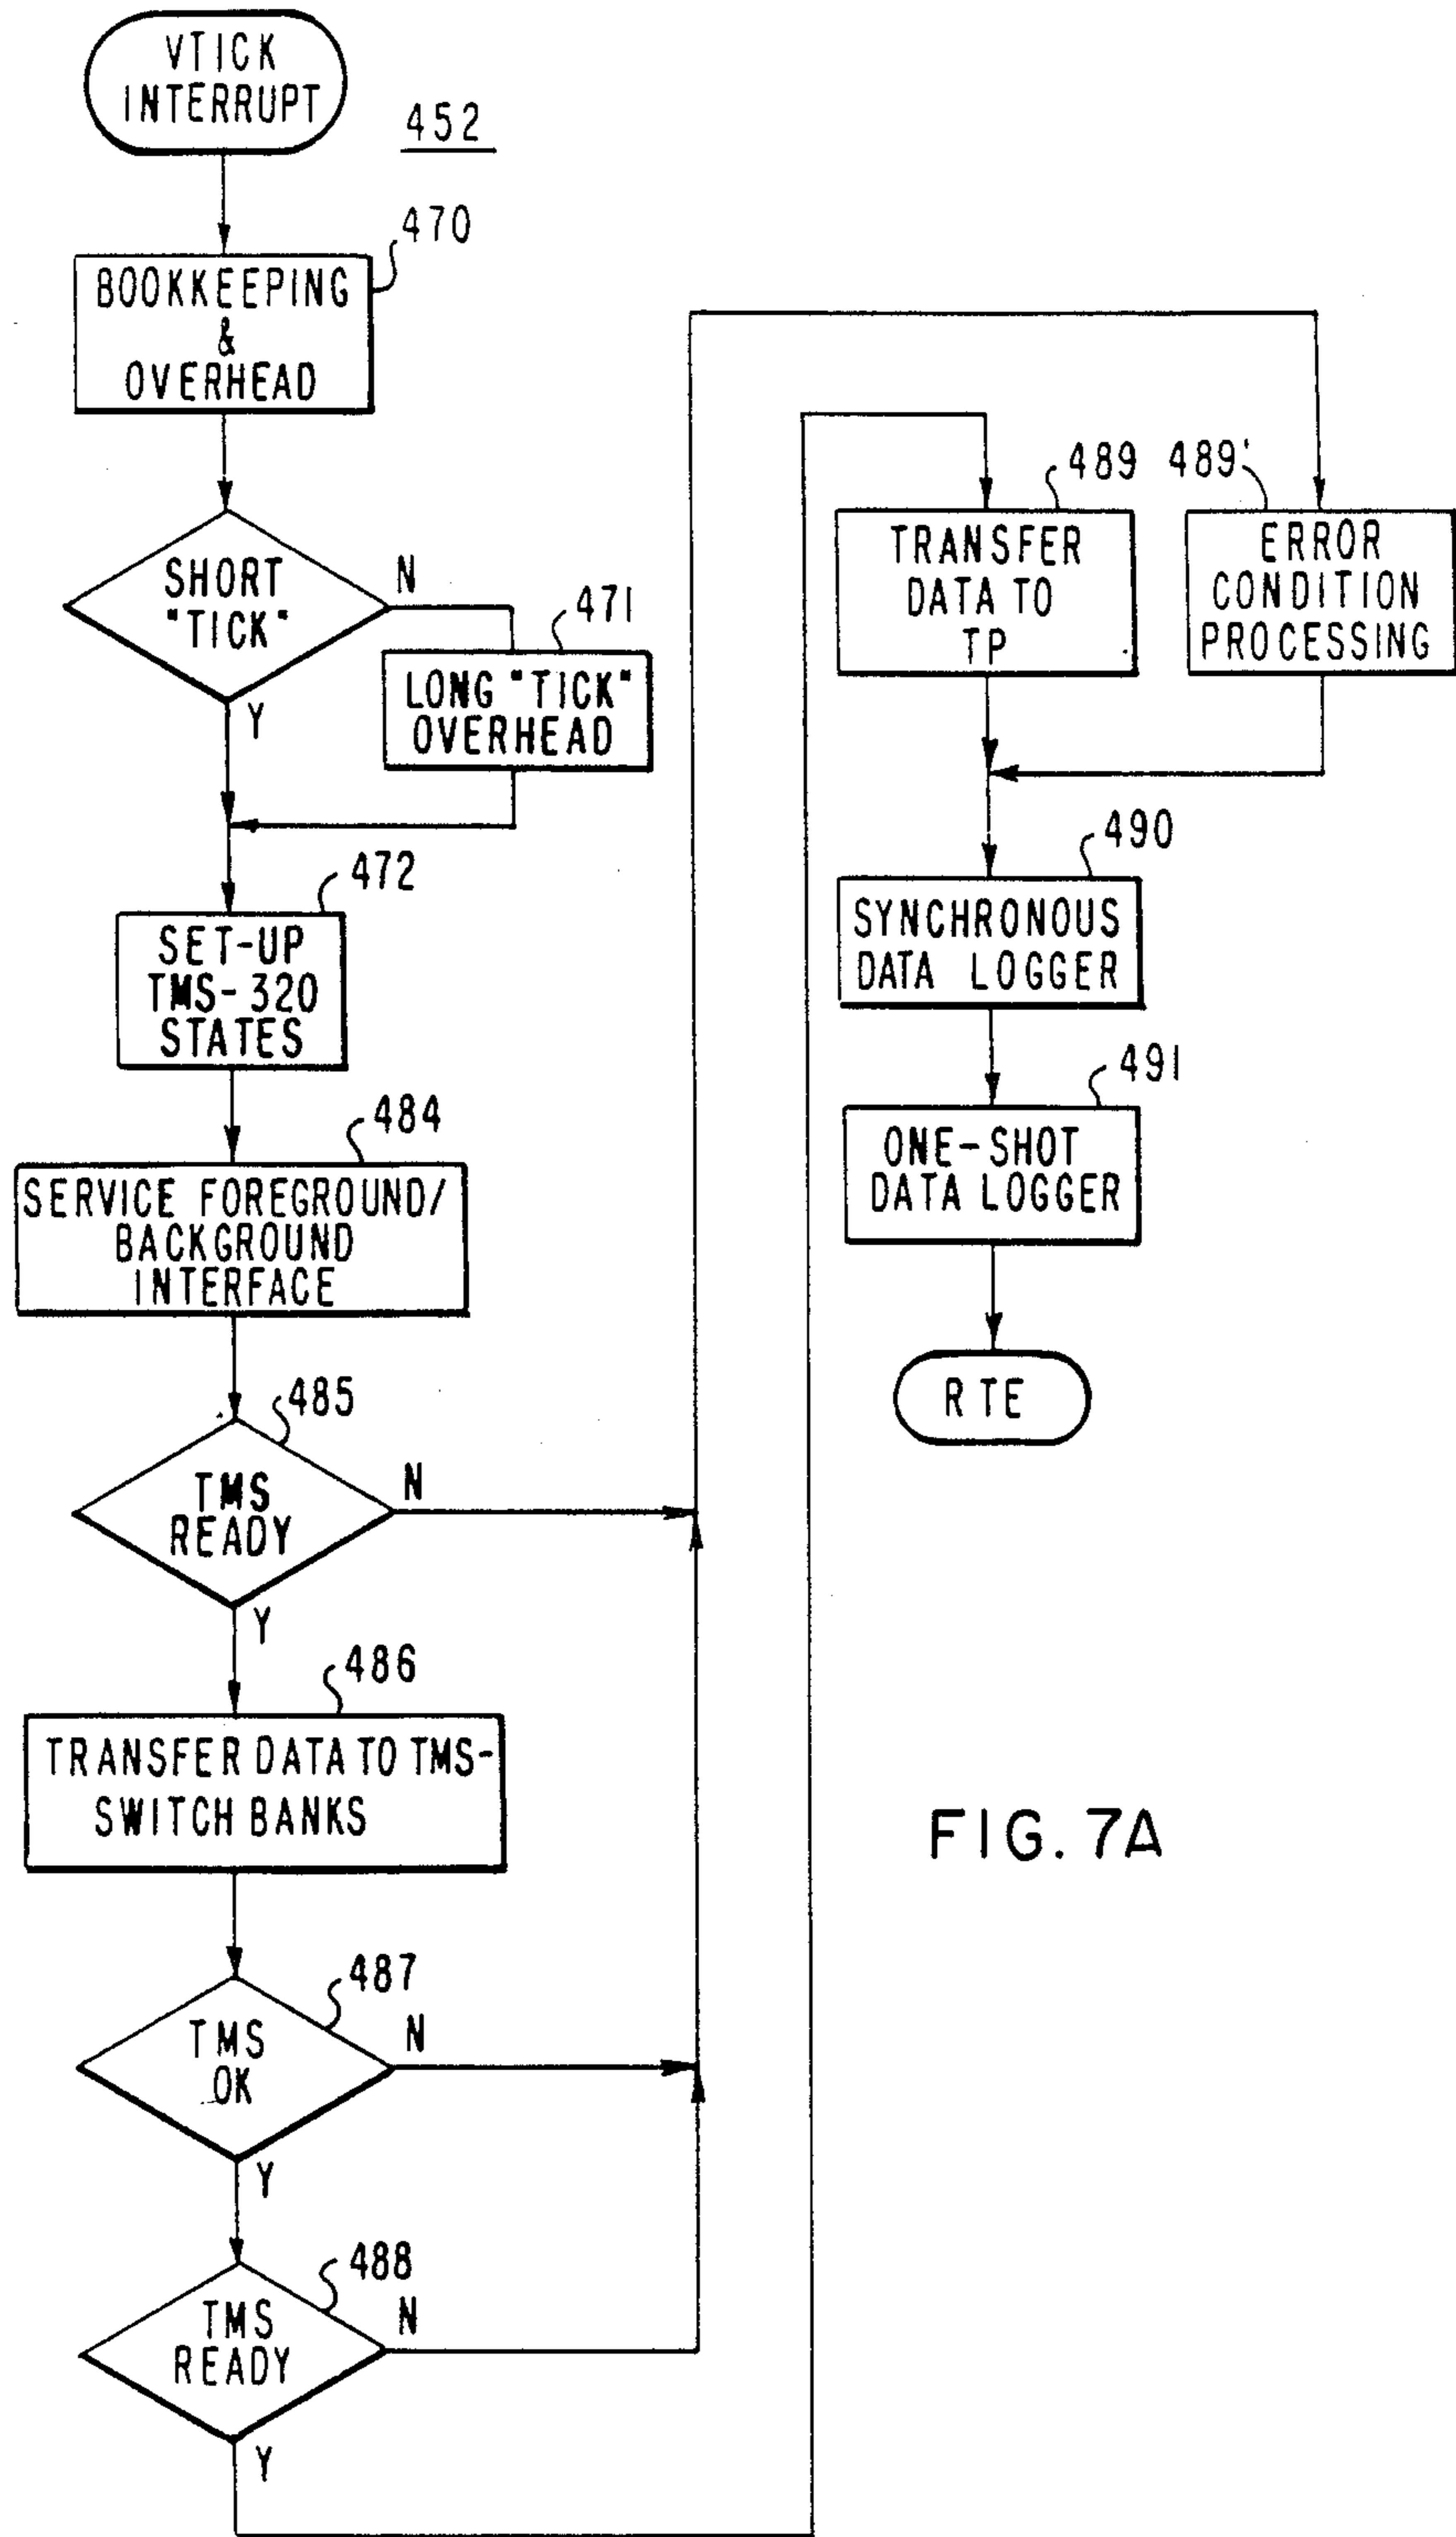 VTICK
INTERRUPT
452
470
BOOKKEEPING
&
OVERHEAD
SHORT
"TICK"
N
Y
471
LONG "TICK"
OVERHEAD
472
SET-UP
TMS-320
STATES
484
SERVICE FOREGROUND/
BACKGROUND
INTERFACE
485
TMS
READY
N
Y
486
TRANSFER DATA TO TMS-
SWITCH BANKS
487
TMS
OK
N
Y
488
TMS
READY
N
Y
489
TRANSFER
DATA TO
TP
489'
ERROR
CONDITION
PROCESSING
490
SYNCHRONOUS
DATA LOGGER
491
ONE-SHOT
DATA LOGGER
RTE
FIG. 7A